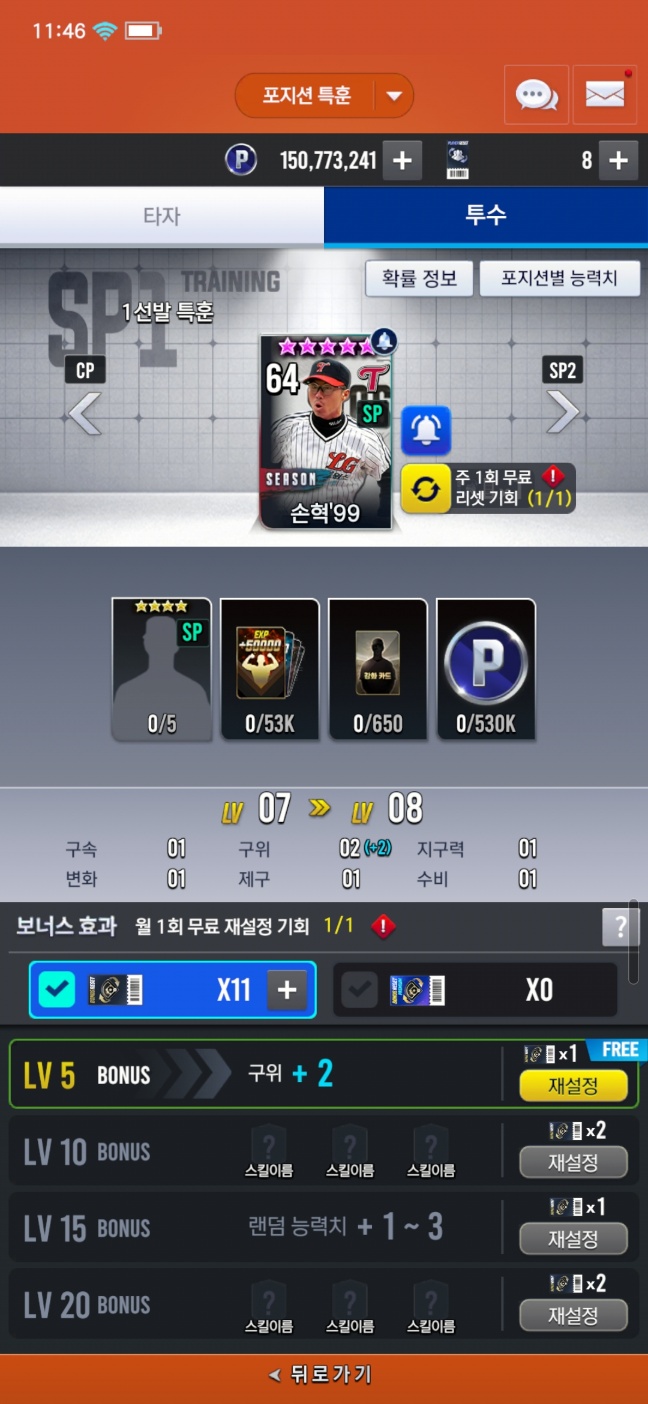 11:46
포지션 특훈
150,773,241
8
타자
투수
SP1
TRAINING
1선발 특훈
확률 정보
포지션별 능력치
CP
SP2
64
SP
SEASON
손혁'99
주 1회 무료
리셋 기회 (1/1)
SP
0/5
EXP
+50000
0/53K
강화 카드
0/650
P
0/530K
LV 07 LV 08
구속 01 구위 02 (+2) 지구력 01
변화 01 제구 01 수비 01
보너스 효과 월 1회 무료 재설정 기회 1/1
?
X11
X0
LV 5 BONUS 구위 + 2
x1 FREE
재설정
LV 10 BONUS
스킬이름 스킬이름 스킬이름
x2
재설정
LV 15 BONUS 랜덤 능력치 + 1 ~ 3
x1
재설정
LV 20 BONUS
스킬이름 스킬이름 스킬이름
x2
재설정
뒤로가기